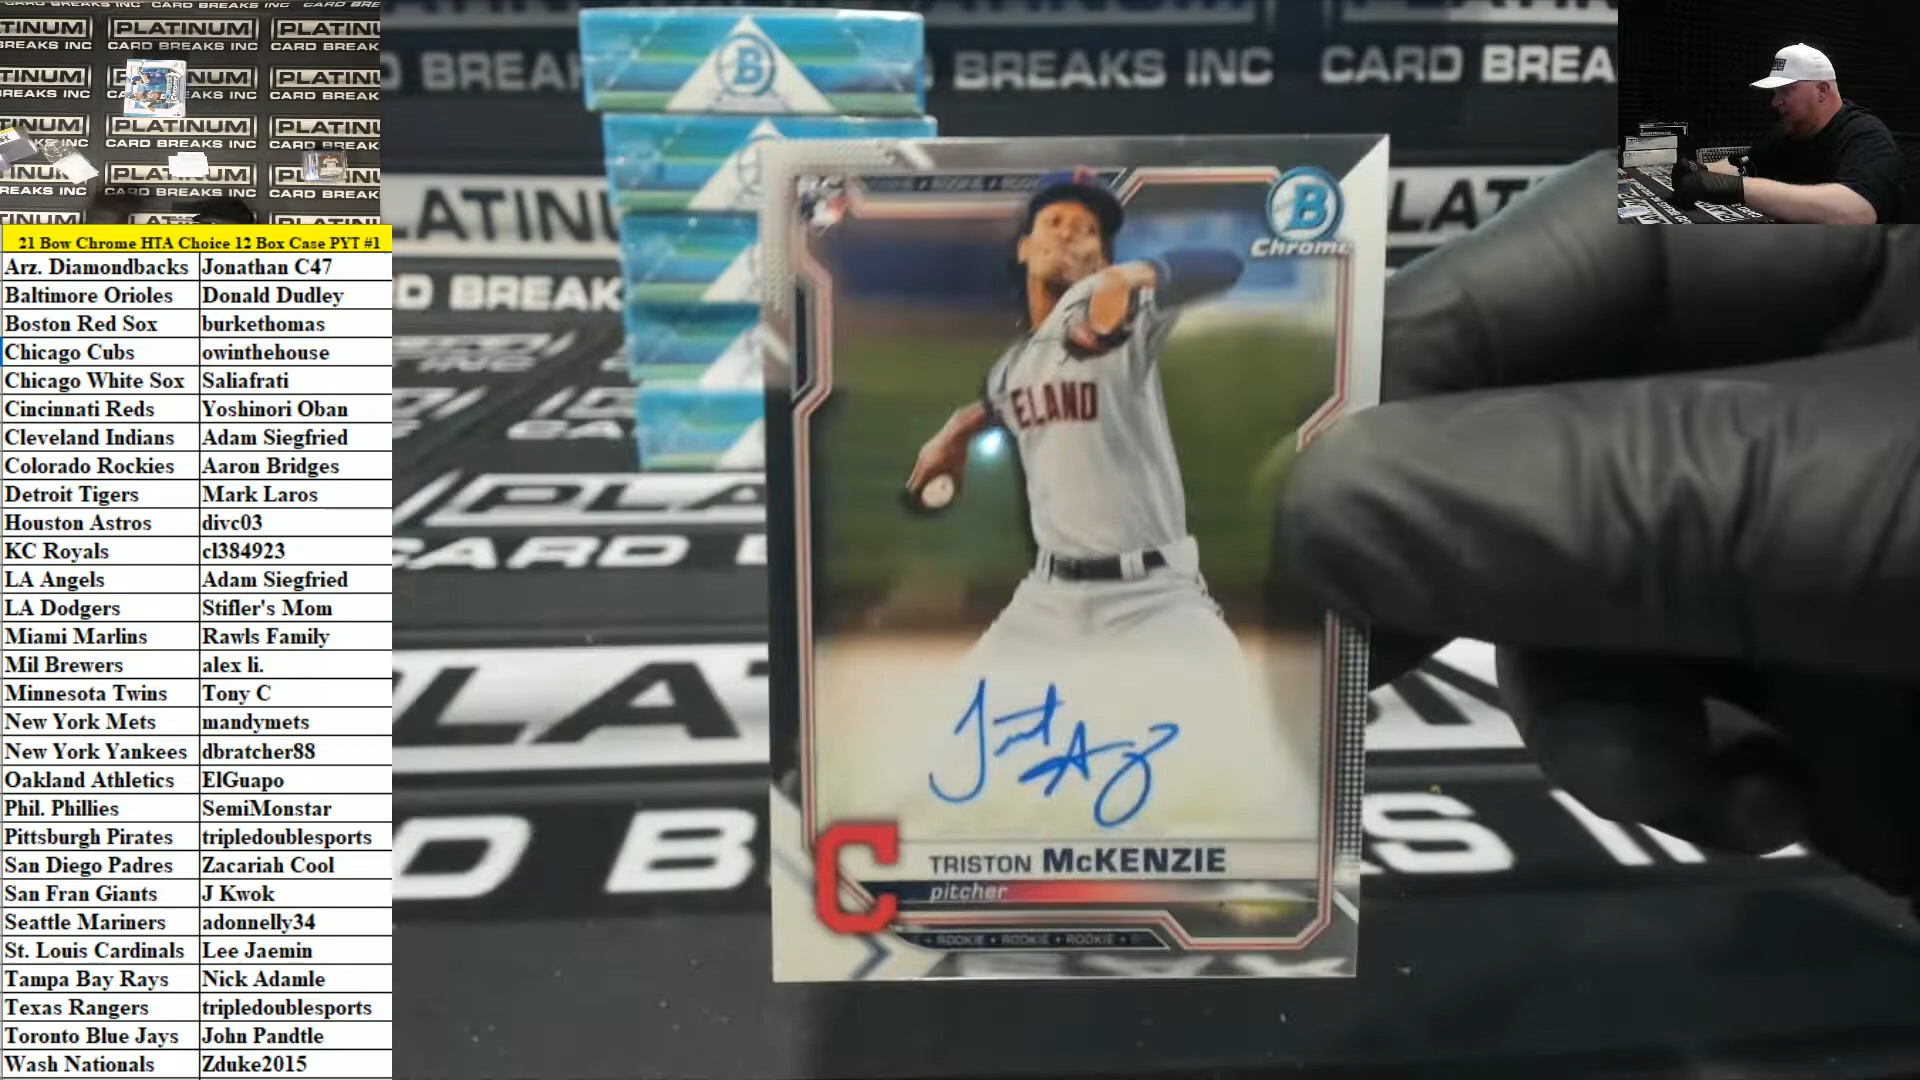 PLATINUM
CARD BREAKS INC
21 Bow Chrome HTA Choice 12 Box Case PYT #1
Arz. Diamondbacks Jonathan C47
Baltimore Orioles Donald Dudley
Boston Red Sox burkethomas
Chicago Cubs owinthehouse
Chicago White Sox Saliafrati
Cincinnati Reds Yoshinori Oban
Cleveland Indians Adam Siegfried
Colorado Rockies Aaron Bridges
Detroit Tigers Mark Laros
Houston Astros divc03
KC Royals cl384923
LA Angels Adam Siegfried
LA Dodgers Stifler's Mom
Miami Marlins Rawls Family
Mil Brewers alex li.
Minnesota Twins Tony C
New York Mets mandymets
New York Yankees dbratcher88
Oakland Athletics ElGuapo
Phil. Phillies SemiMonstar
Pittsburgh Pirates tripledoublesports
San Diego Padres Zacariah Cool
San Fran Giants J Kwok
Seattle Mariners adonnelly34
St. Louis Cardinals Lee Jaemin
Tampa Bay Rays Nick Adamle
Texas Rangers tripledoublesports
Toronto Blue Jays John Pandtle
Wash Nationals Zduke2015
BREAKS INC CARD BREA
B
Chrome
ELAND
C
TRISTON McKENZIE
pitcher
ROOKIE • ROOKIE • ROOKIE